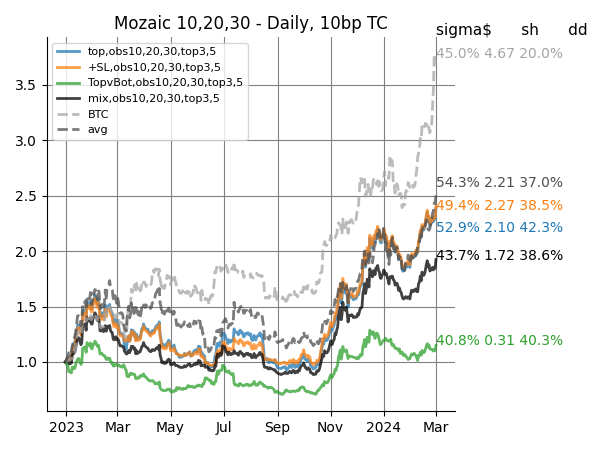 Mozaic 10,20,30 - Daily, 10bp TC
sigma$ sh dd
top,obs10,20,30,top3,5
+SL,obs10,20,30,top3,5
TopvBot,obs10,20,30,top3,5
mix,obs10,20,30,top3,5
BTC
avg
45.0% 4.67 20.0%
54.3% 2.21 37.0%
49.4% 2.27 38.5%
52.9% 2.10 42.3%
43.7% 1.72 38.6%
40.8% 0.31 40.3%
3.5
3.0
2.5
2.0
1.5
1.0
2023 Mar May Jul Sep Nov 2024 Mar